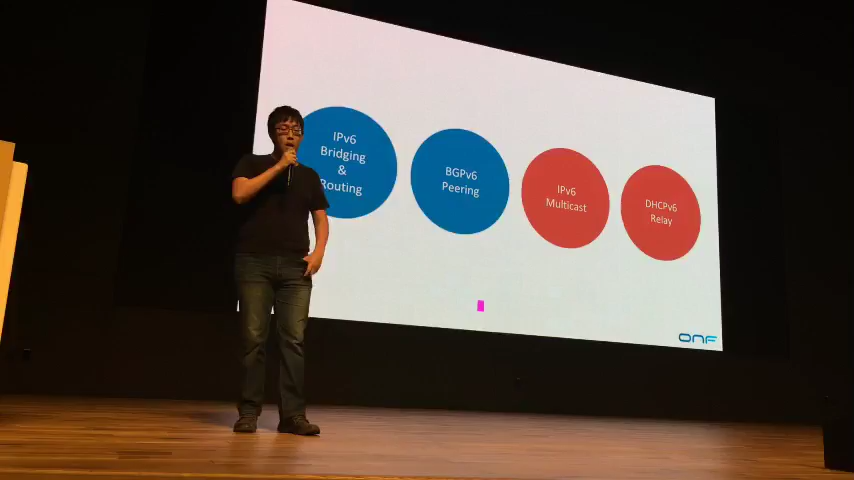 IPv6
Bridging
&
Routing
BGPv6
Peering
IPv6
Multicast
DHCPv6
Relay
ONF